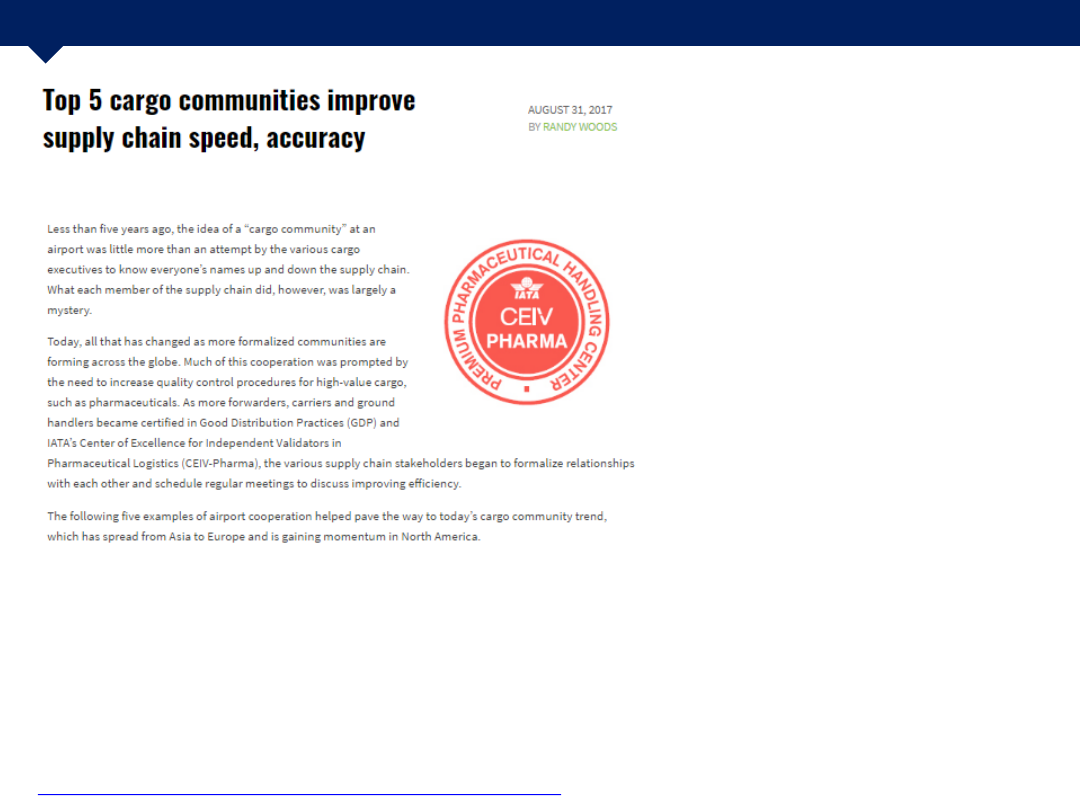 Top 5 cargo communities improve
supply chain speed, accuracy
AUGUST 31, 2017
BY RANDY WOODS
Less than five years ago, the idea of a “cargo community” at an
airport was little more than an attempt by the various cargo
executives to know everyone’s names up and down the supply chain.
What each member of the supply chain did, however, was largely a
mystery.
Today, all that has changed as more formalized communities are
forming across the globe. Much of this cooperation was prompted by
the need to increase quality control procedures for high-value cargo,
such as pharmaceuticals. As more forwarders, carriers and ground
handlers became certified in Good Distribution Practices (GDP) and
IATA’s Center of Excellence for Independent Validators in
Pharmaceutical Logistics (CEIV-Pharma), the various supply chain stakeholders began to formalize relationships
with each other and schedule regular meetings to discuss improving efficiency.
The following five examples of airport cooperation helped pave the way to today’s cargo community trend,
which has spread from Asia to Europe and is gaining momentum in North America.
PREMIUM PHARMACEUTICAL HANDLING CENTER
IATA
CEIV
PHARMA